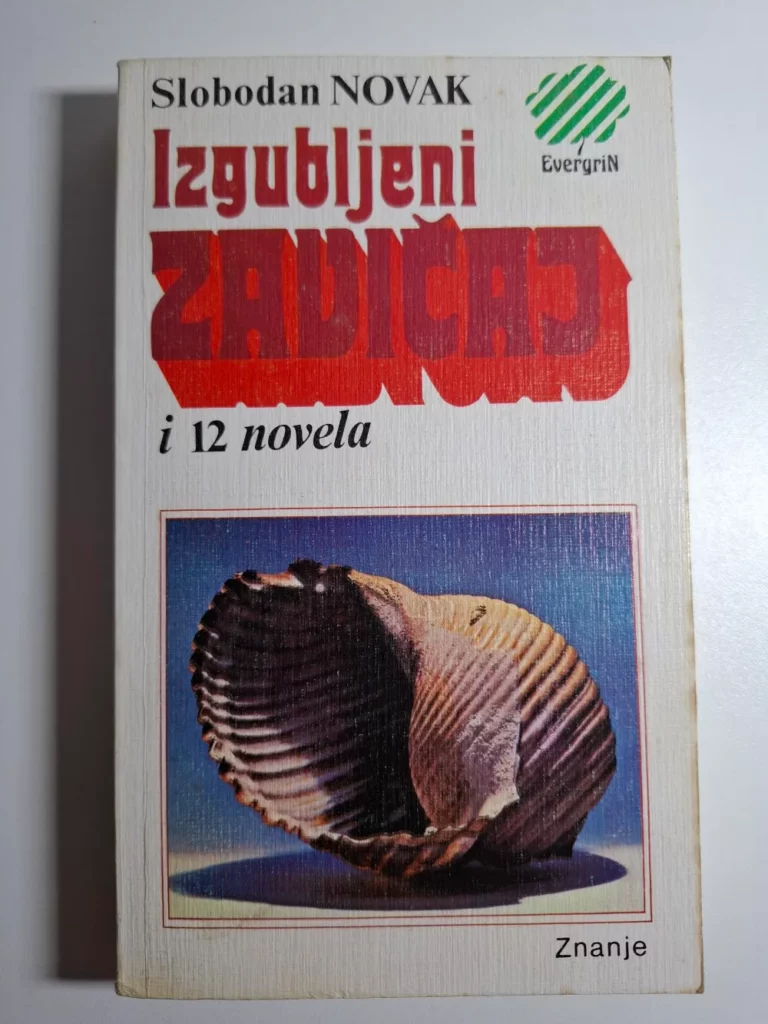 Slobodan NOVAK
EvergriN
Izgubljeni
ZAVIČAJ
i 12 novela
Znanje